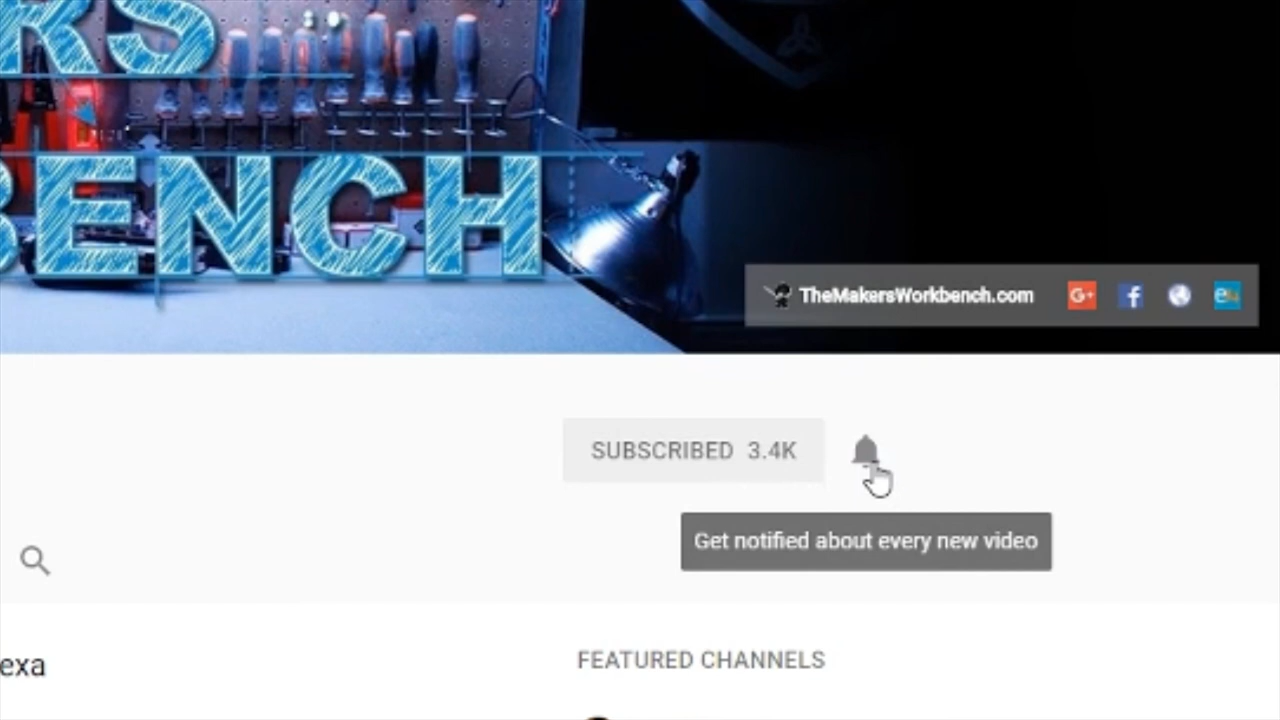 RS
BENCH
TheMakersWorkbench.com
G+
f
SUBSCRIBED 3.4K
Get notified about every new video
exa
FEATURED CHANNELS